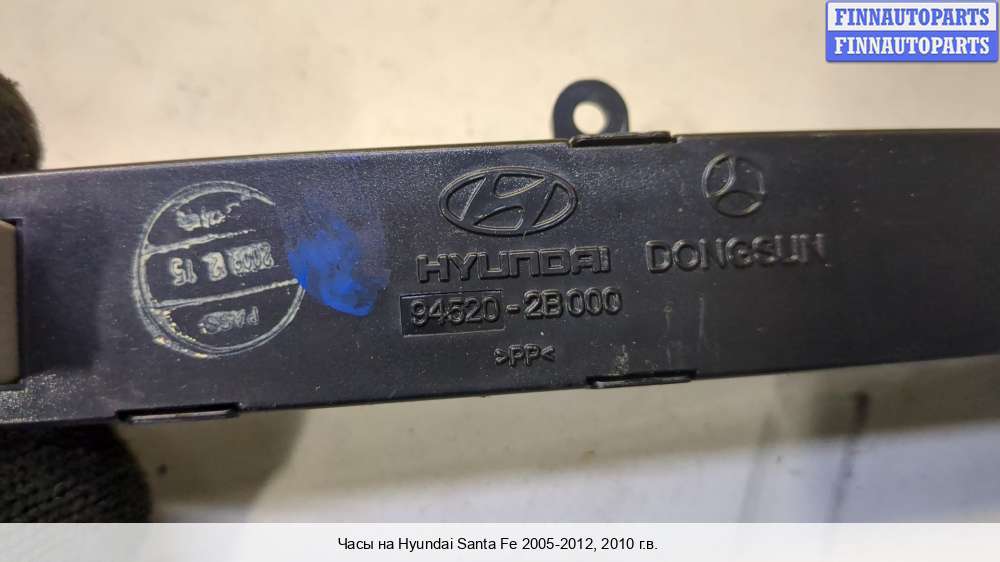 FINNAUTOPARTS
FINNAUTOPARTS
HYUNDAI
DONGSUN
94520-2B000
>PP<
PASS
Часы на Hyundai Santa Fe 2005-2012, 2010 г.в.